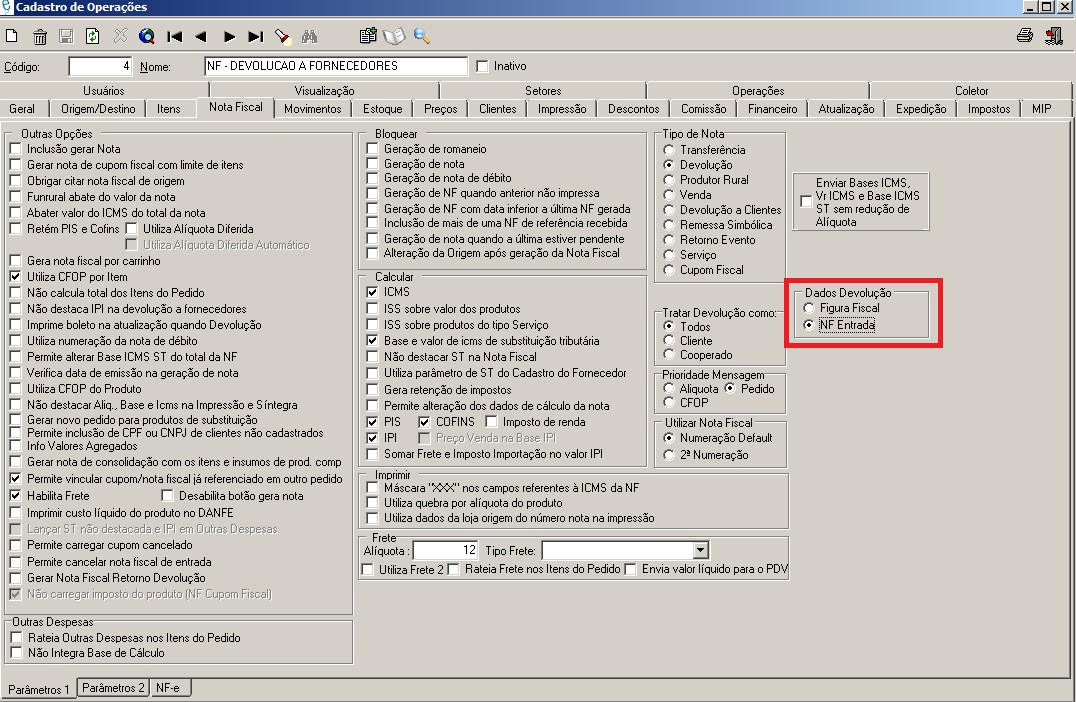 Cadastro de Operações
Código: 4 Nome: NF - DEVOLUCAO A FORNECEDORES Inativo
Usuários Visualização Setores Operações Coletor
Geral Origem/Destino Itens Nota Fiscal Movimentos Estoque Preços Clientes Impressão Descontos Comissão Financeiro Atualização Expedição Impostos MIP
Outras Opções
Inclusão gerar Nota
Gerar nota de cupom fiscal com limite de itens
Obrigar citar nota fiscal de origem
Funrural abate do valor da nota
Abater valor do ICMS do total da nota
Retém PIS e Cofins Utiliza Alíquota Diferida
Utiliza Alíquota Diferida Automático
Gera nota fiscal por carrinho
Utiliza CFOP por Item
Não calcula total dos Itens do Pedido
Não destaca IPI na devolução a fornecedores
Imprime boleto na atualização quando Devolução
Utiliza numeração da nota de débito
Permite alterar Base ICMS ST do total da NF
Verifica data de emissão na geração de nota
Utiliza CFOP do Produto
Não destacar Aliq., Base e Icms na Impressão e Síntegra
Gerar novo pedido para produtos de substituição
Permite inclusão de CPF ou CNPJ de clientes não cadastrados
Info Valores Agregados
Gerar nota de consolidação com os itens e insumos de prod. comp
Permite vincular cupom/nota fiscal já referenciado em outro pedido
Habilita Frete Desabilita botão gera nota
Imprimir custo líquido do produto no DANFE
Lançar ST não destacada e IPI em Outras Despesas
Permite carregar cupom cancelado
Permite cancelar nota fiscal de entrada
Gerar Nota Fiscal Retorno Devolução
Não carregar imposto do produto (NF Cupom Fiscal)
Outras Despesas
Rateia Outras Despesas nos Itens do Pedido
Não Integra Base de Cálculo
Bloquear
Geração de romaneio
Geração de nota
Geração de nota de débito
Geração de NF quando anterior não impressa
Geração de NF com data inferior a última NF gerada
Inclusão de mais de uma NF de referência recebida
Geração de nota quando a última estiver pendente
Alteração da Origem após geração da Nota Fiscal
Calcular
ICMS
ISS sobre valor dos produtos
ISS sobre produtos do tipo Serviço
Base e valor de icms de substituição tributária
Não destacar ST na Nota Fiscal
Utiliza parâmetro de ST do Cadastro do Fornecedor
Gera retenção de impostos
Permite alteração dos dados de cálculo da nota
PIS COFINS Imposto de renda
IPI Preço Venda na Base IPI
Somar Frete e Imposto Importação no valor IPI
Imprimir
Máscara "XXX" nos campos referentes à ICMS da NF
Utiliza quebra por alíquota do produto
Utiliza dados da loja origem do número nota na impressão
Frete
Alíquota : 12 Tipo Frete:
Utiliza Frete 2 Rateia Frete nos Itens do Pedido Envia valor líquido para o PDV
Tipo de Nota
Transferência
Devolução
Produtor Rural
Venda
Devolução a Clientes
Remessa Simbólica
Retorno Evento
Serviço
Cupom Fiscal
Tratar Devolução como:
Todos
Cliente
Cooperado
Prioridade Mensagem
Aliquota Pedido
CFOP
Utilizar Nota Fiscal
Numeração Default
2ª Numeração
Enviar Bases ICMS,
Vr ICMS e Base ICMS
ST sem redução de
Alíquota
Dados Devolução
Figura Fiscal
NF Entrada
Parâmetros 1 Parâmetros 2 NF-e